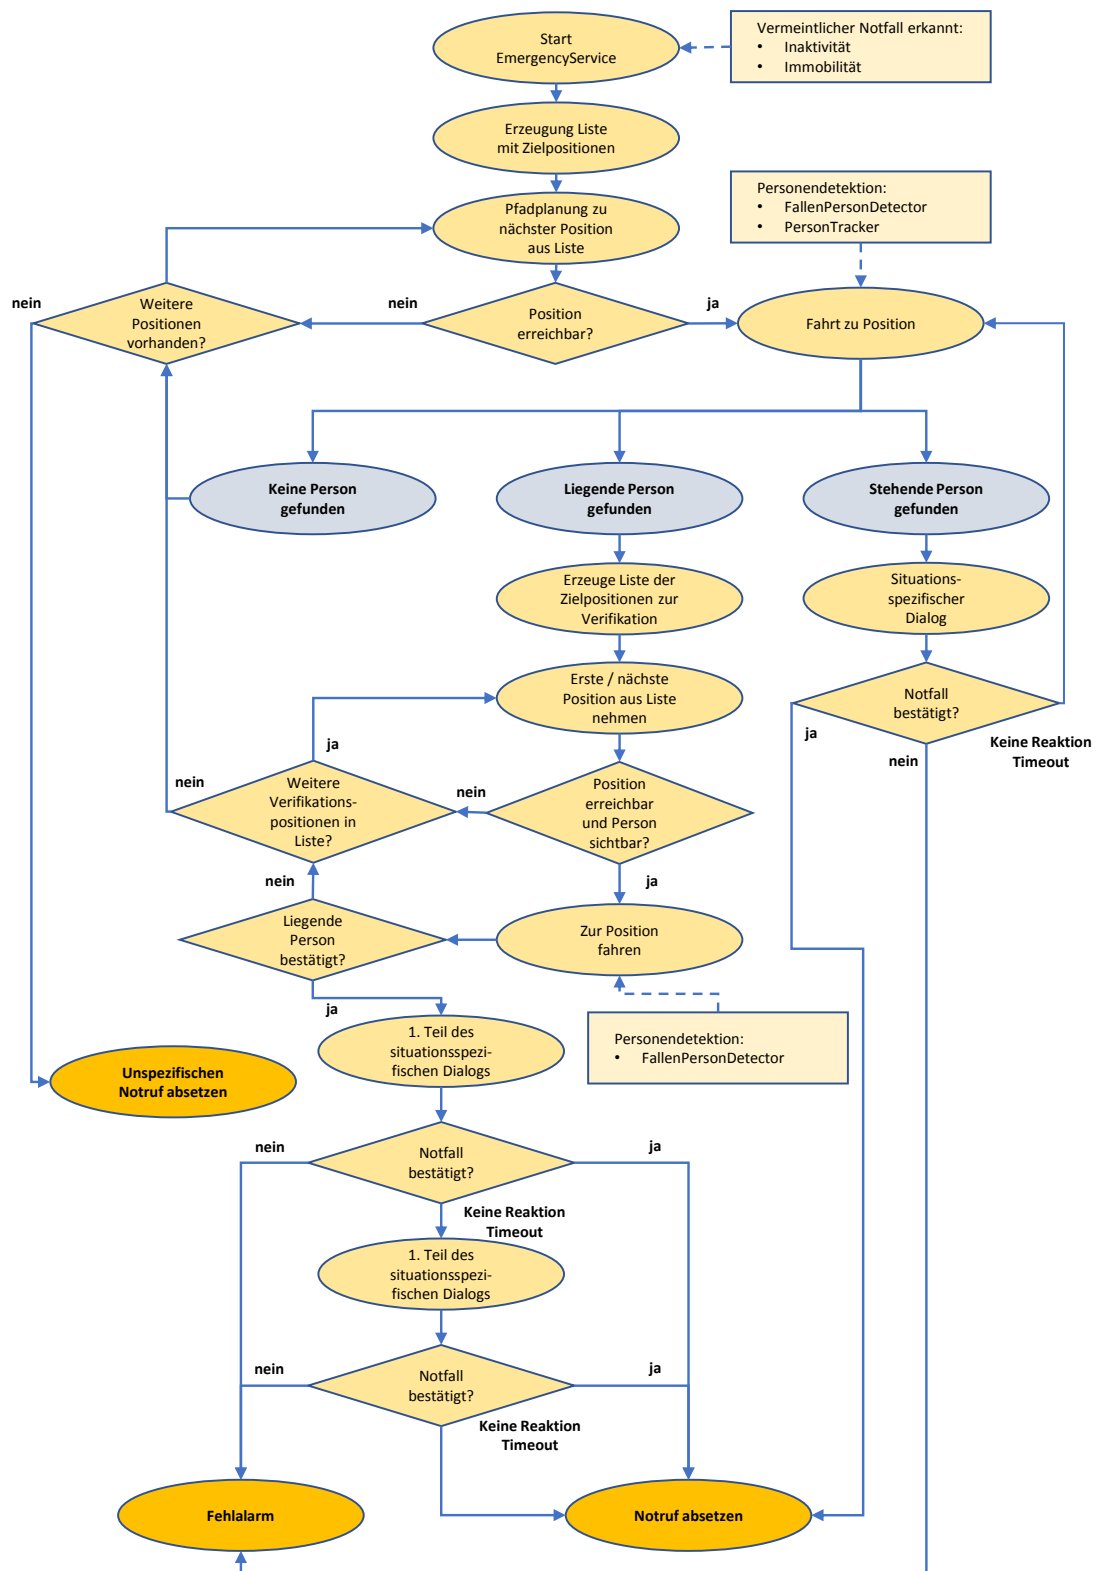 Start
EmergencyService
Vermeintlicher Notfall erkannt:
• Inaktivität
• Immobilität
Erzeugung Liste
mit Zielpositionen
Personendetektion:
• FallenPersonDetector
• PersonTracker
Pfadplanung zu
nächster Position
aus Liste
nein
Weitere
Positionen
vorhanden?
nein
Position
erreichbar?
ja
Fahrt zu Position
Keine Person
gefunden
Liegende Person
gefunden
Stehende Person
gefunden
Erzeuge Liste der
Zielpositionen zur
Verifikation
Situations-
spezifischer
Dialog
Erste / nächste
Position aus Liste
nehmen
Notfall
bestätigt?
ja
nein
Keine Reaktion
Timeout
ja
nein
Weitere
Verifikations-
positionen in
Liste?
nein
Position
erreichbar
und Person
sichtbar?
nein
ja
Liegende
Person
bestätigt?
Zur Position
fahren
ja
1. Teil des
situationsspezi-
fischen Dialogs
Personendetektion:
• FallenPersonDetector
Unspezifischen
Notruf absetzen
nein
Notfall
bestätigt?
ja
Keine Reaktion
Timeout
1. Teil des
situationsspezi-
fischen Dialogs
nein
Notfall
bestätigt?
ja
Keine Reaktion
Timeout
Fehlalarm
Notruf absetzen